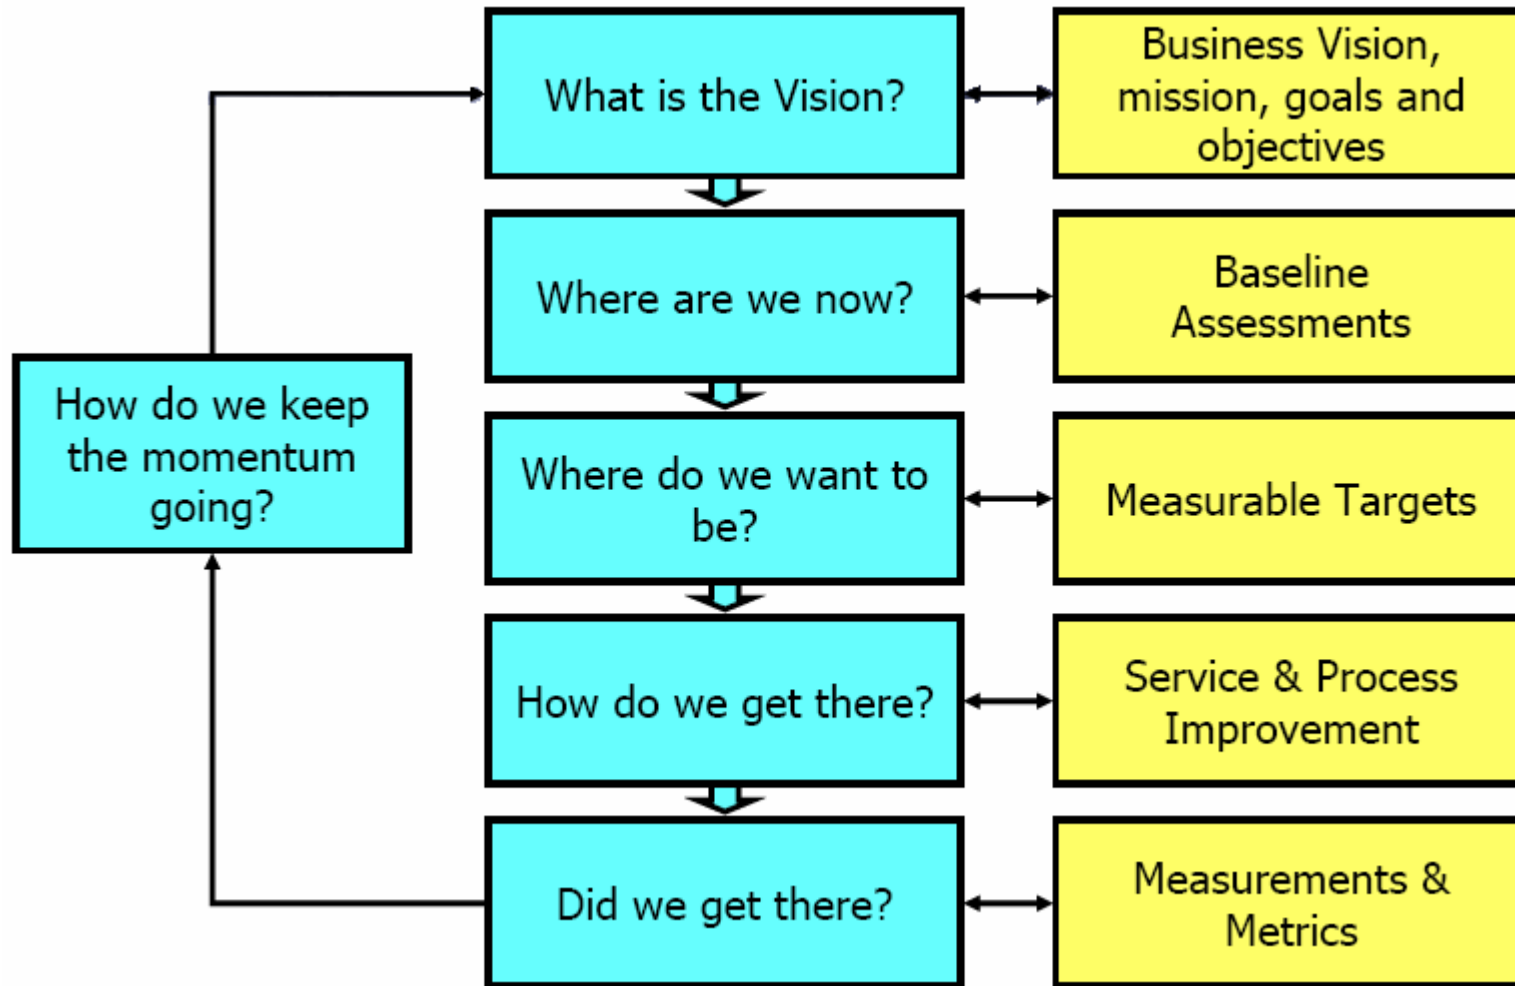 What is the Vision?
Business Vision,
mission, goals and
objectives
Where are we now?
Baseline
Assessments
How do we keep
the momentum
going?
Where do we want to
be?
Measurable Targets
How do we get there?
Service & Process
Improvement
Did we get there?
Measurements &
Metrics